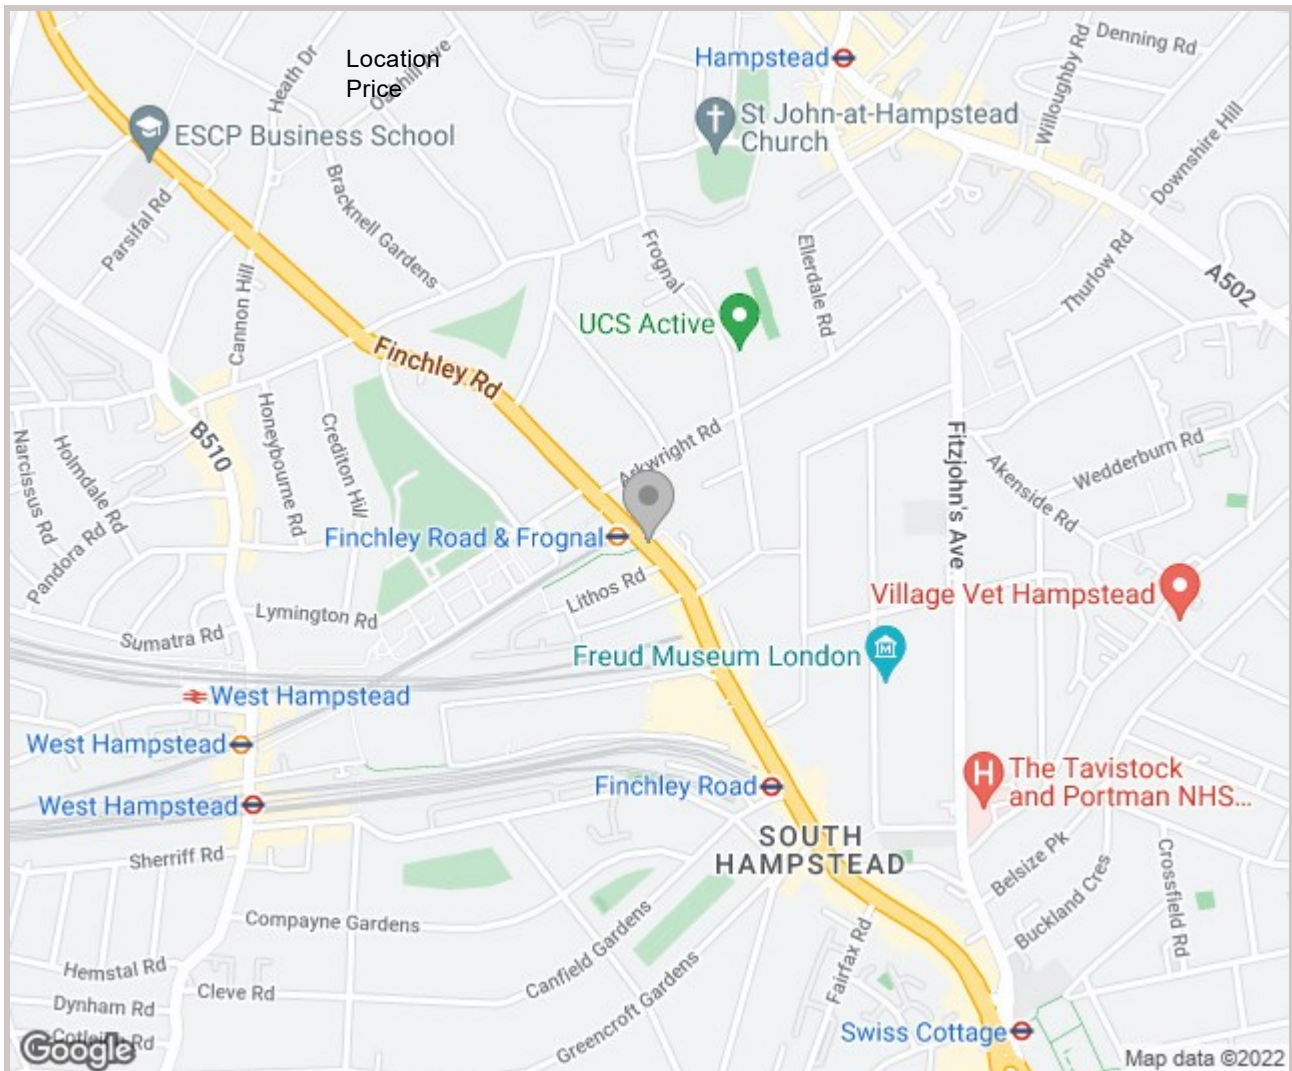 Location
Price
Heath Dr
Denning Rd
Willoughby Rd
Hampstead
St John-at-Hampstead
Church
ESCP Business School
Downshire Hill
Parsifal Rd
Bracknell Gardens
Frognal
Ellerdale Rd
Thurlow Rd
A502
Cannon Hill
UCS Active
Finchley Rd
Honeybourne Rd
Crediton Hill
B510
Narcissus Rd
Holmdale Rd
Pandora Rd
Arkwright Rd
Fitzjohn's Ave
Akenside Rd
Wedderburn Rd
Finchley Road & Frognal
Lithos Rd
Village Vet Hampstead
Lymington Rd
Sumatra Rd
Freud Museum London
West Hampstead
West Hampstead
West Hampstead
Finchley Road
The Tavistock
and Portman NHS...
SOUTH
HAMPSTEAD
Sherriff Rd
Belsize Pk
Buckland Cres
Crossfield Rd
Compayne Gardens
Canfield Gardens
Fairfax Rd
Hemstal Rd
Cleve Rd
Dynham Rd
Greencroft Gardens
Swiss Cottage
Google
Map data ©2022